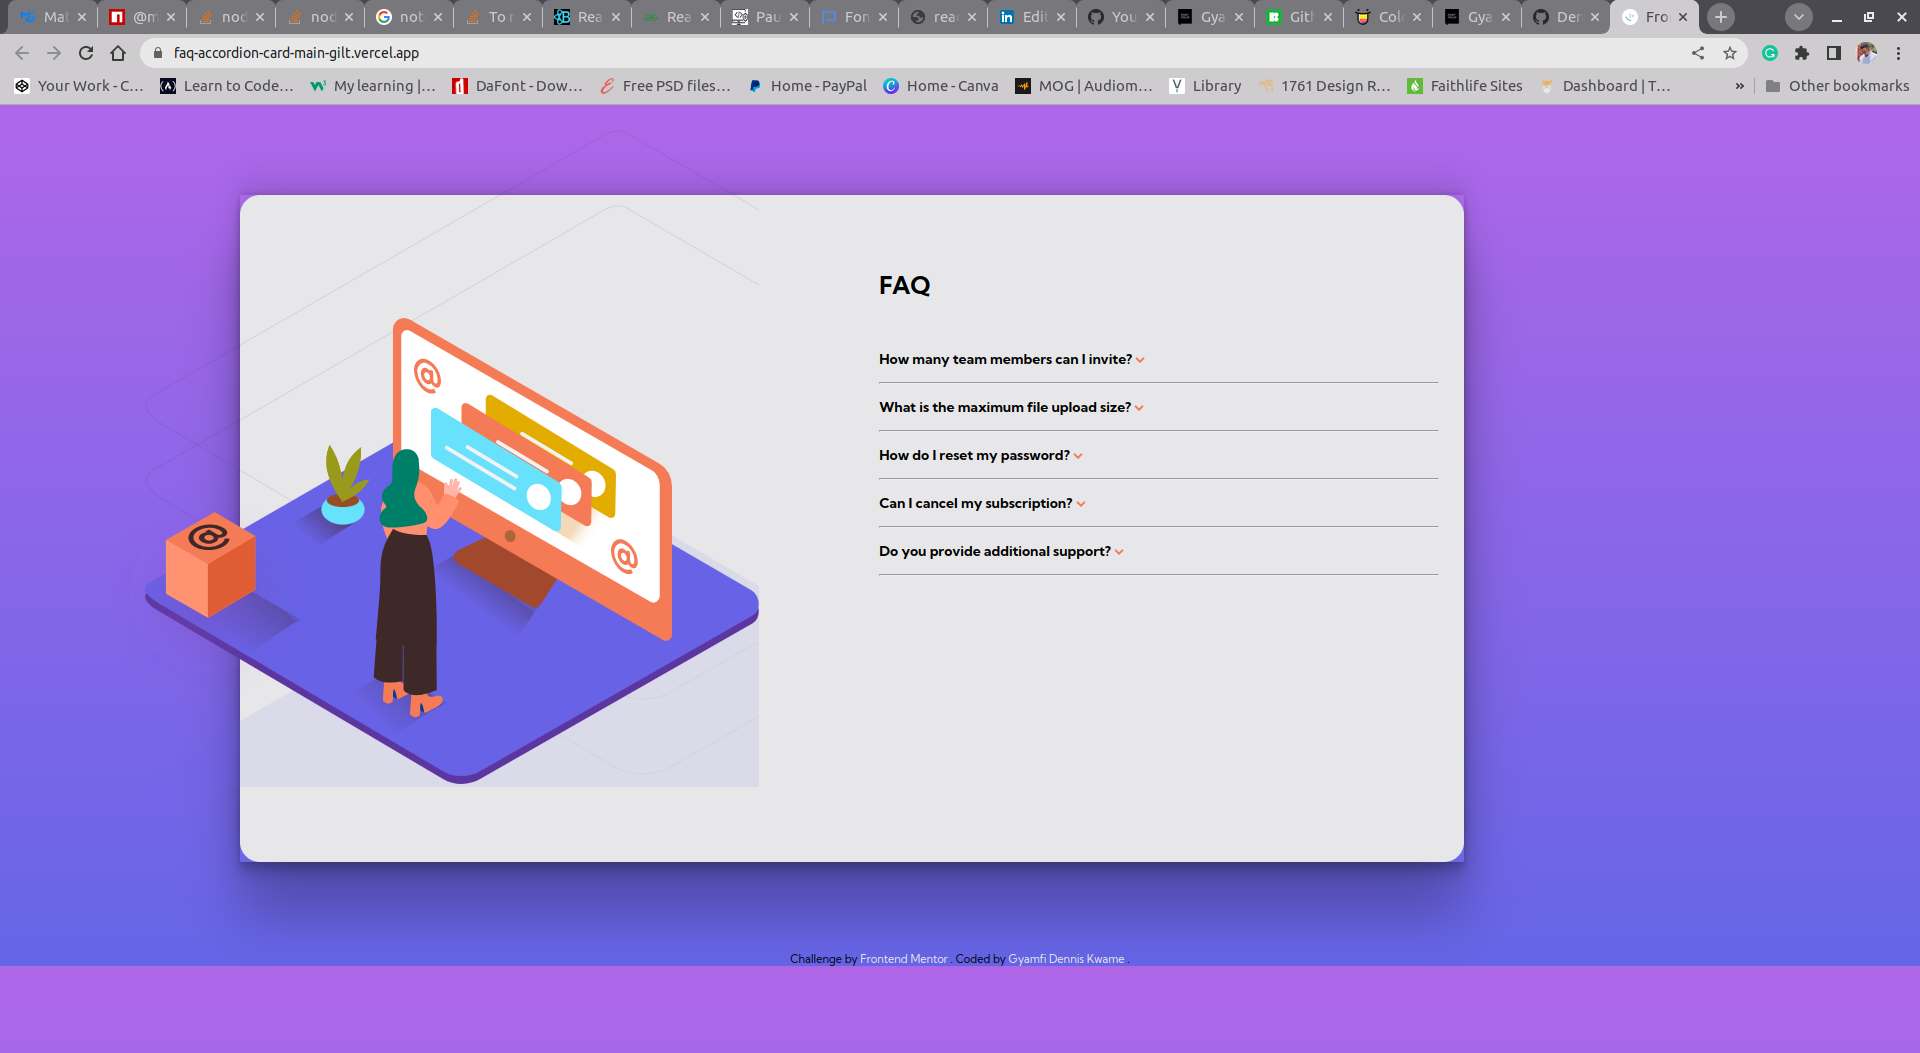 Mat @m nod nod not To r Rea Rea Pau Fon rea Edit You Gya Gith Colo Gya Den Fro
faq-accordion-card-main-gilt.vercel.app
Your Work - C... Learn to Code... My learning |... DaFont - Dow... Free PSD files... Home - PayPal Home - Canva MOG | Audiom... Library 1761 Design R... Faithlife Sites Dashboard | T... » Other bookmarks
FAQ
How many team members can I invite?
What is the maximum file upload size?
How do I reset my password?
Can I cancel my subscription?
Do you provide additional support?
@
@
@
Challenge by Frontend Mentor . Coded by Gyamfi Dennis Kwame .